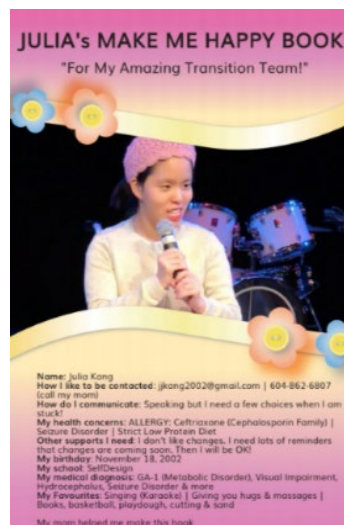 JULIA's MAKE ME HAPPY BOOK
"For My Amazing Transition Team!"
Name: Julia Kang
How I like to be contacted: jjkang2002@gmail.com | 604-862-6807
(call my mom)
How do I communicate: Speaking but I need a few choices when I am
stuck!
My health concerns: ALLERGY: Ceftriaxone (Cephalosporin Family) |
Seizure Disorder | Strict Low Protein Diet
Other supports I need: I don't like changes, I need lots of reminders
that changes are coming soon. Then I will be OK!
My birthday: November 18, 2002
My school: SelfDesign
My medical diagnosis: GA-1 (Metabolic Disorder), Visual Impairment,
Hydrocephalus, Seizure Disorder & more
My Favourites: Singing (Karaoke) | Giving you hugs & massages |
Books, basketball, playdough, cutting & sand
My mom helped me make this book